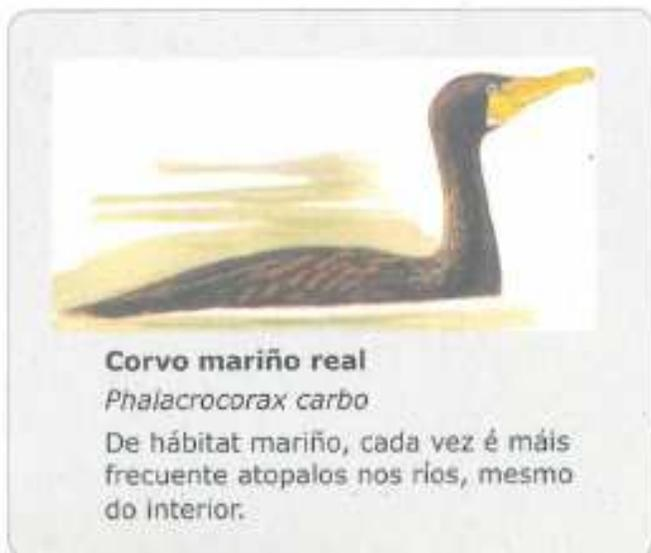 Corvo mariño real
Phalacrocorax carbo
De hábitat mariño, cada vez é máis
frecuente atopalos nos ríos, mesmo
do interior.